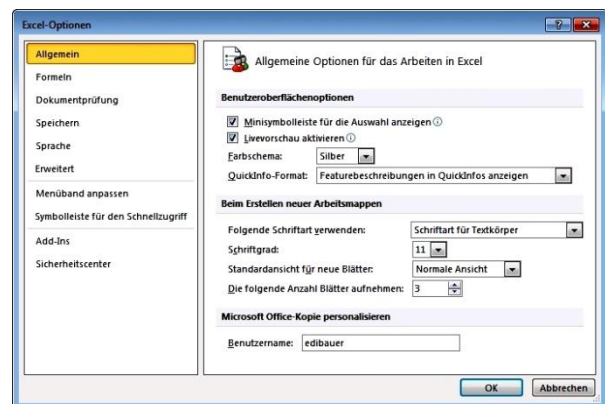 Excel-Optionen
Allgemein
Formeln
Dokumentprüfung
Speichern
Sprache
Erweitert
Menüband anpassen
Symbolleiste für den Schnellzugriff
Add-Ins
Sicherheitscenter
Allgemeine Optionen für das Arbeiten in Excel
Benutzeroberflächenoptionen
Minisymbolleiste für die Auswahl anzeigen
Livevorschau aktivieren
Farbschema: Silber
QuickInfo-Format: Featurebeschreibungen in QuickInfos anzeigen
Beim Erstellen neuer Arbeitsmappen
Folgende Schriftart verwenden: Schriftart für Textkörper
Schriftgrad: 11
Standardansicht für neue Blätter: Normale Ansicht
Die folgende Anzahl Blätter aufnehmen: 3
Microsoft Office-Kopie personalisieren
Benutzername: edibauer
OK Abbrechen